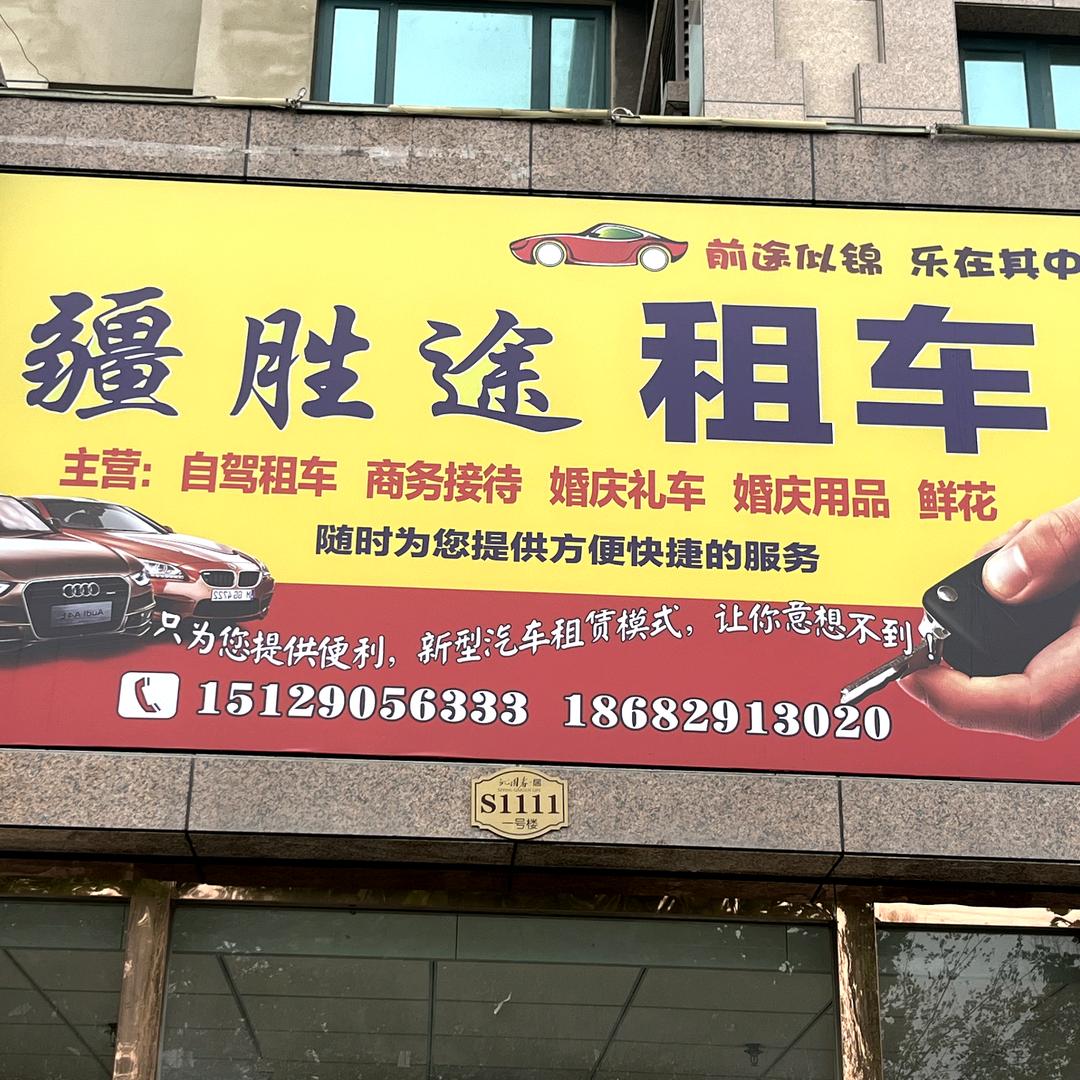 前途似锦 乐在其中
疆胜途租车
主营: 自驾租车 商务接待 婚庆礼车 婚庆用品 鲜花
随时为您提供方便快捷的服务
只为您提供便利，新型汽车租赁模式，让你意想不到！
15129056333 18682913020
S1111
一号楼